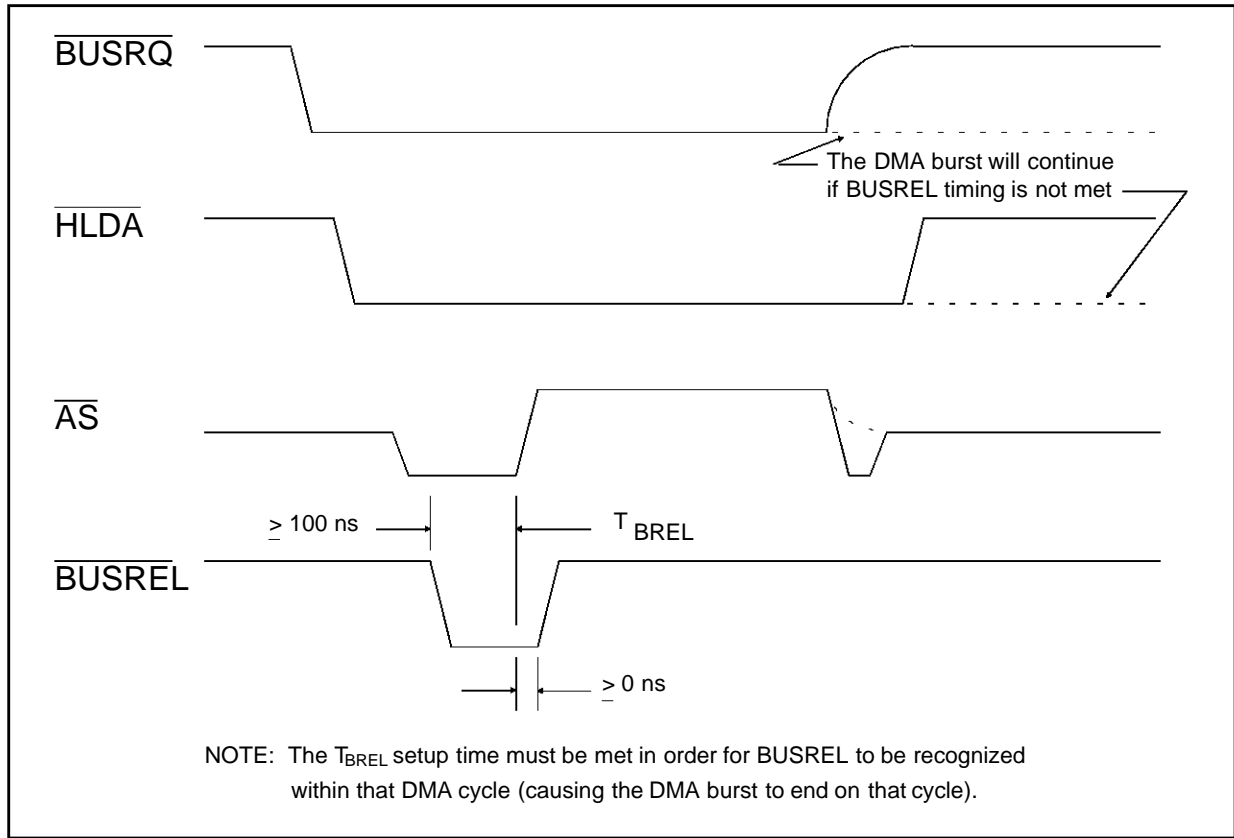 BUSRQ
The DMA burst will continue
if BUSREL timing is not met
HLDA
AS
≥ 100 ns
T BREL
BUSREL
≥ 0 ns
NOTE: The TBREL setup time must be met in order for BUSREL to be recognized
within that DMA cycle (causing the DMA burst to end on that cycle).